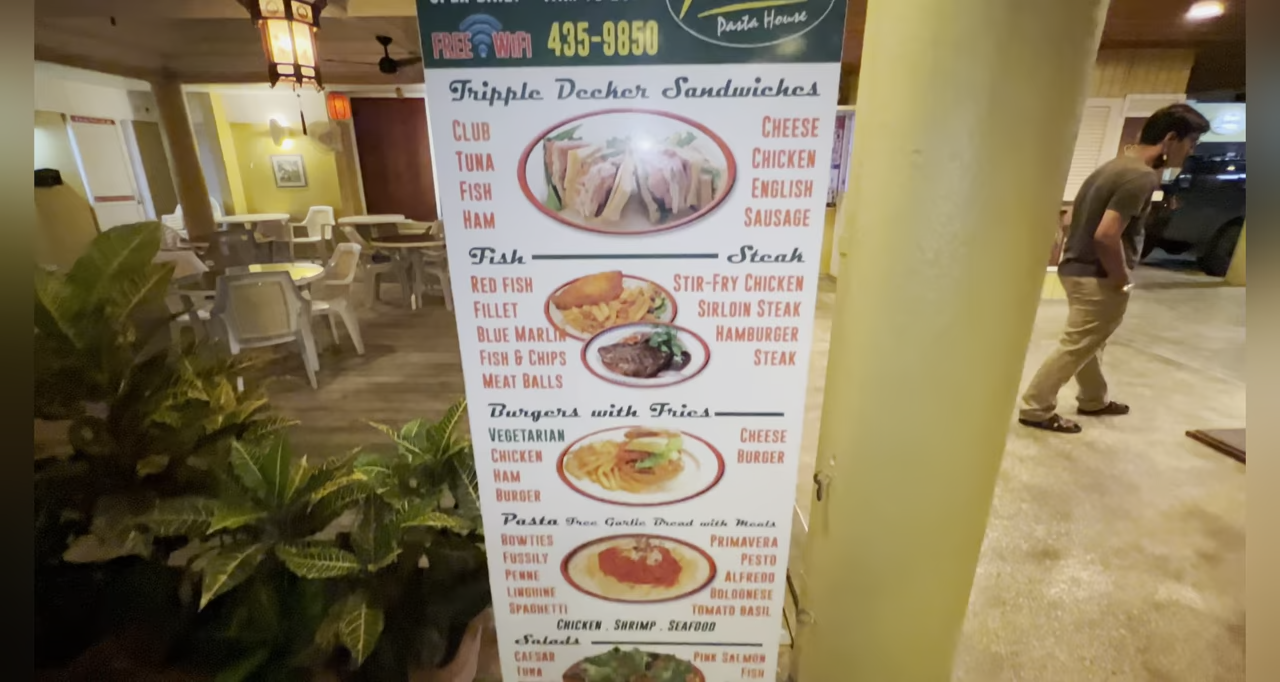 Pasta House
FREE WIFI 435-9850
Tripple Decker Sandwiches
CLUB
TUNA
FISH
HAM
CHEESE
CHICKEN
ENGLISH
SAUSAGE
Fish
Steak
RED FISH
FILLET
BLUE MARLIN
FISH & CHIPS
MEAT BALLS
STIR-FRY CHICKEN
SIRLOIN STEAK
HAMBURGER
STEAK
Burgers with Fries
VEGETARIAN
CHICKEN
HAM
BURGER
CHEESE
BURGER
Pasta Free Garlic Bread with Meals
BOWTIES
FUSSILY
PENNE
LINGUINE
SPAGHETTI
PRIMAVERA
PESTO
ALFREDO
BOLOGNESE
TOMATO BASIL
CHICKEN . SHRIMP . SEAFOOD
Salads
CAESAR
TUNA
PINK SALMON
FISH